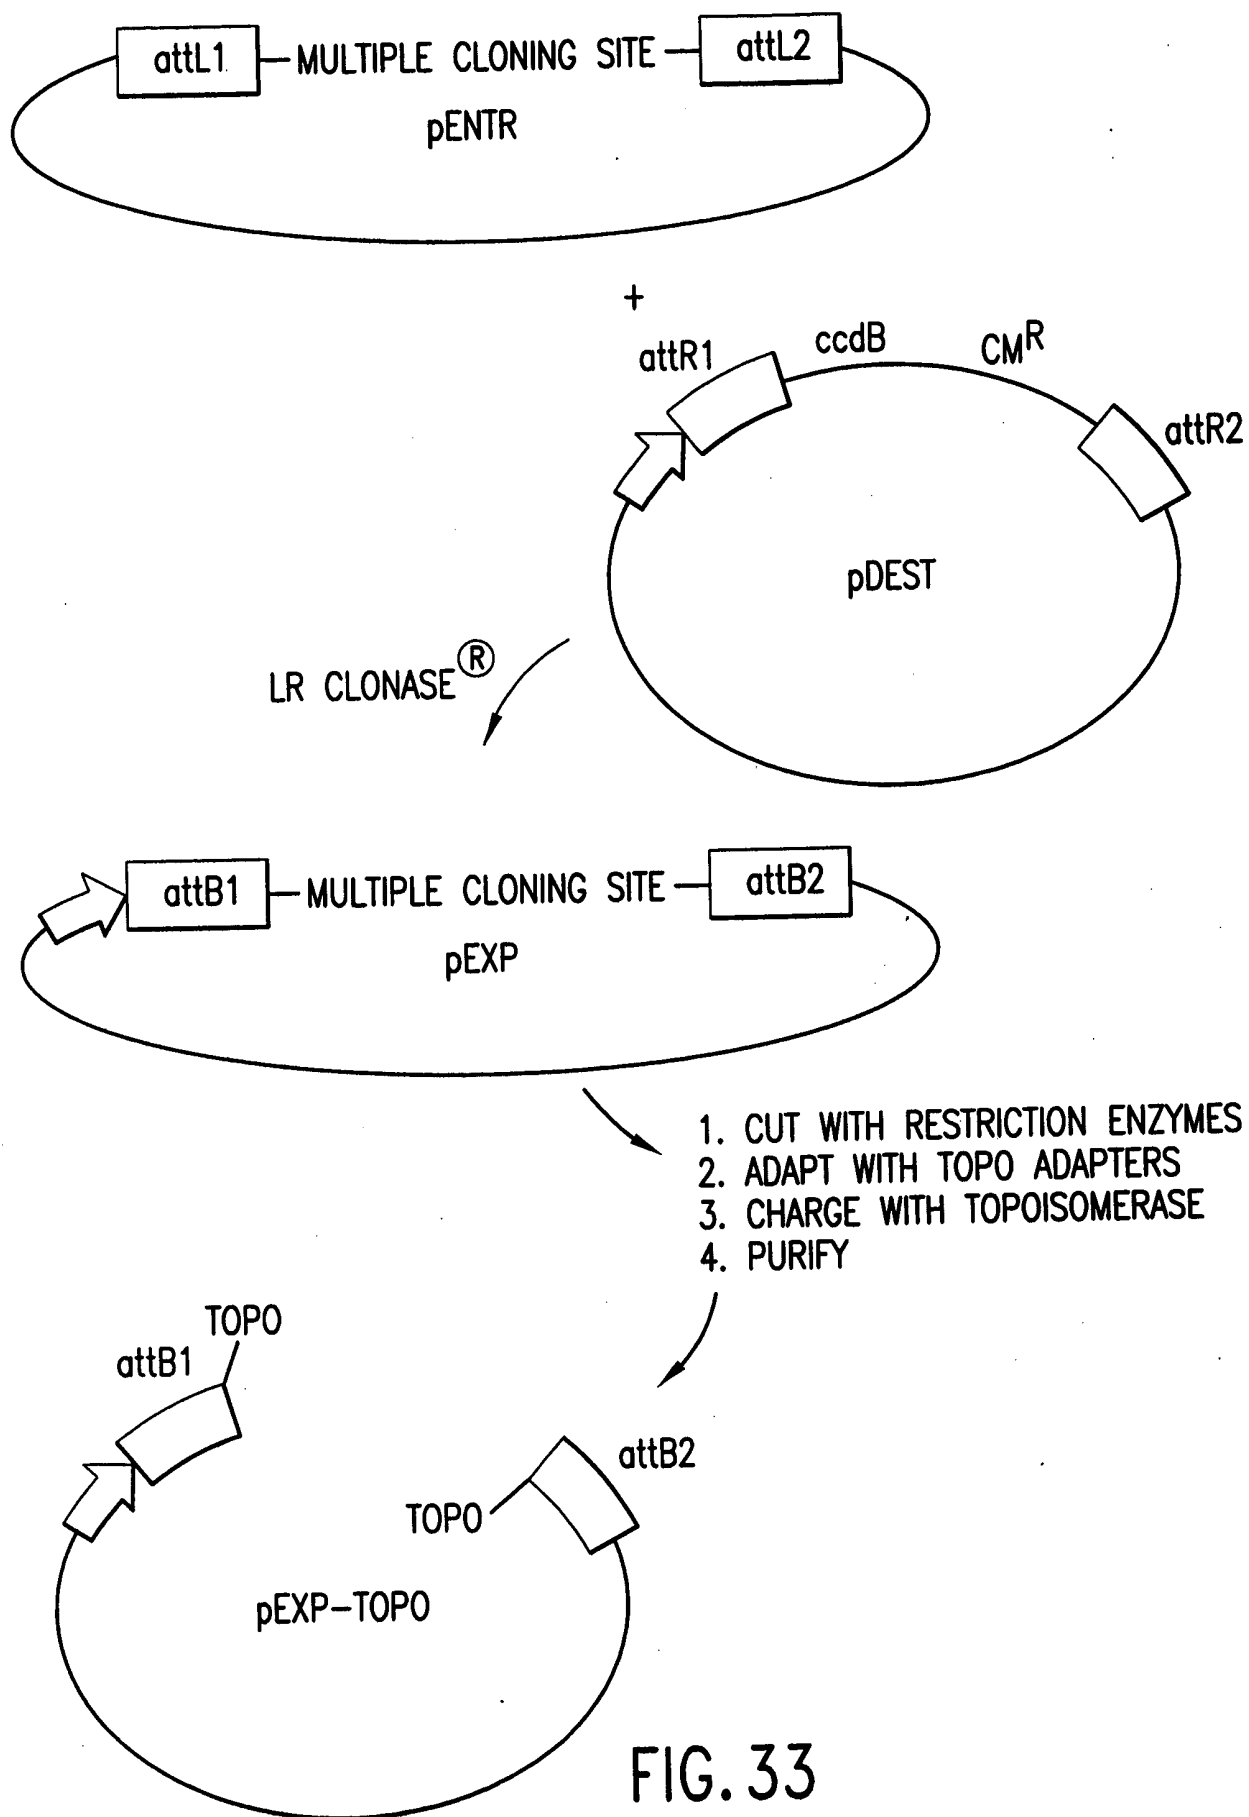 attL1 MULTIPLE CLONING SITE attL2
pENTR
+
attR1 ccdB CMR
attR2
pDEST
LR CLONASE®
attB1 MULTIPLE CLONING SITE attB2
pEXP
1. CUT WITH RESTRICTION ENZYMES
2. ADAPT WITH TOPO ADAPTERS
3. CHARGE WITH TOPOISOMERASE
4. PURIFY
TOPO
attB1
attB2
TOPO
pEXP-TOPO
FIG. 33